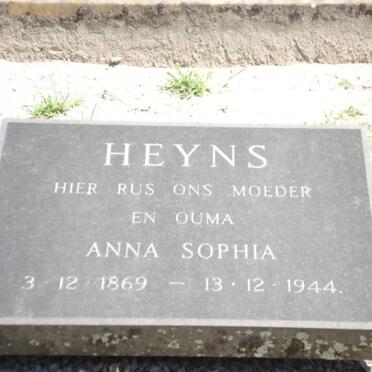 HEYNS
HIER RUS ONS MOEDER
EN OUMA
ANNA SOPHIA
3 · 12 · 1869 – 13 · 12 · 1944.